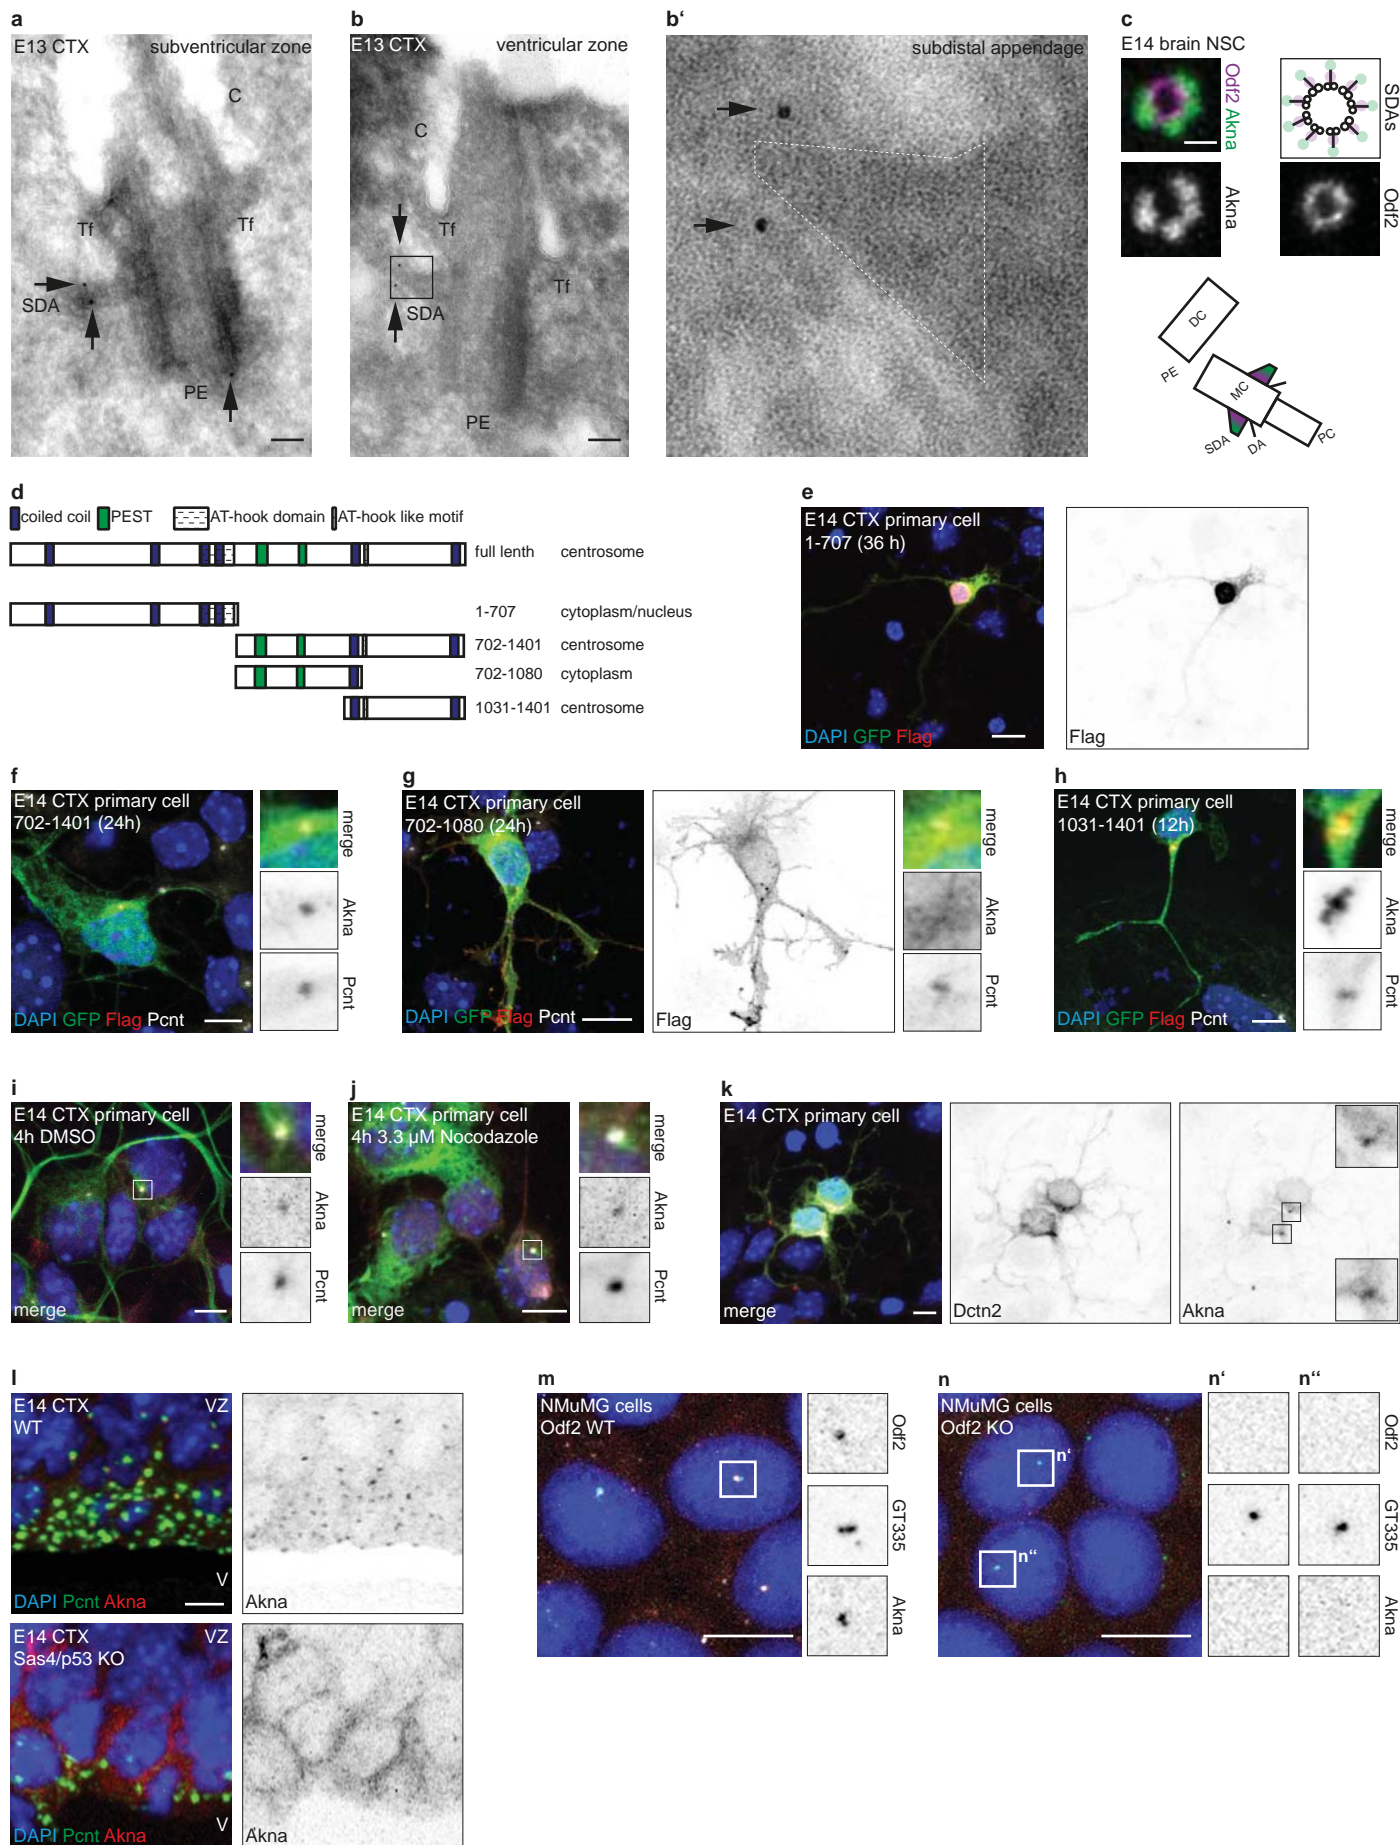 a
E13 CTX
subventricular zone
C
Tf
Tf
SDA
PE
b
E13 CTX
ventricular zone
C
Tf
Tf
SDA
PE
b‘
subdistal appendage
c
E14 brain NSC
Odf2 Akna
SDAs
Akna
Odf2
DC
PE
MC
SDA
DA
PC
d
coiled coil
PEST
AT-hook domain
AT-hook like motif
full lenth
centrosome
1-707
cytoplasm/nucleus
702-1401
centrosome
702-1080
cytoplasm
1031-1401
centrosome
e
E14 CTX primary cell
1-707 (36 h)
DAPI GFP Flag
Flag
f
E14 CTX primary cell
702-1401 (24h)
DAPI GFP Flag Pcnt
merge
Akna
Pcnt
g
E14 CTX primary cell
702-1080 (24h)
DAPI GFP Flag Pcnt
Flag
merge
Akna
Pcnt
h
E14 CTX primary cell
1031-1401 (12h)
DAPI GFP Flag Pcnt
merge
Akna
Pcnt
i
E14 CTX primary cell
4h DMSO
merge
merge
Akna
Pcnt
j
E14 CTX primary cell
4h 3.3 µM Nocodazole
merge
merge
Akna
Pcnt
k
E14 CTX primary cell
merge
Dctn2
Akna
l
E14 CTX
WT
VZ
V
DAPI Pcnt Akna
Akna
E14 CTX
Sas4/p53 KO
VZ
V
DAPI Pcnt Akna
Akna
m
NMuMG cells
Odf2 WT
Odf2
GT335
Akna
n
NMuMG cells
Odf2 KO
n‘
n“
n‘
n“
Odf2
GT335
Akna